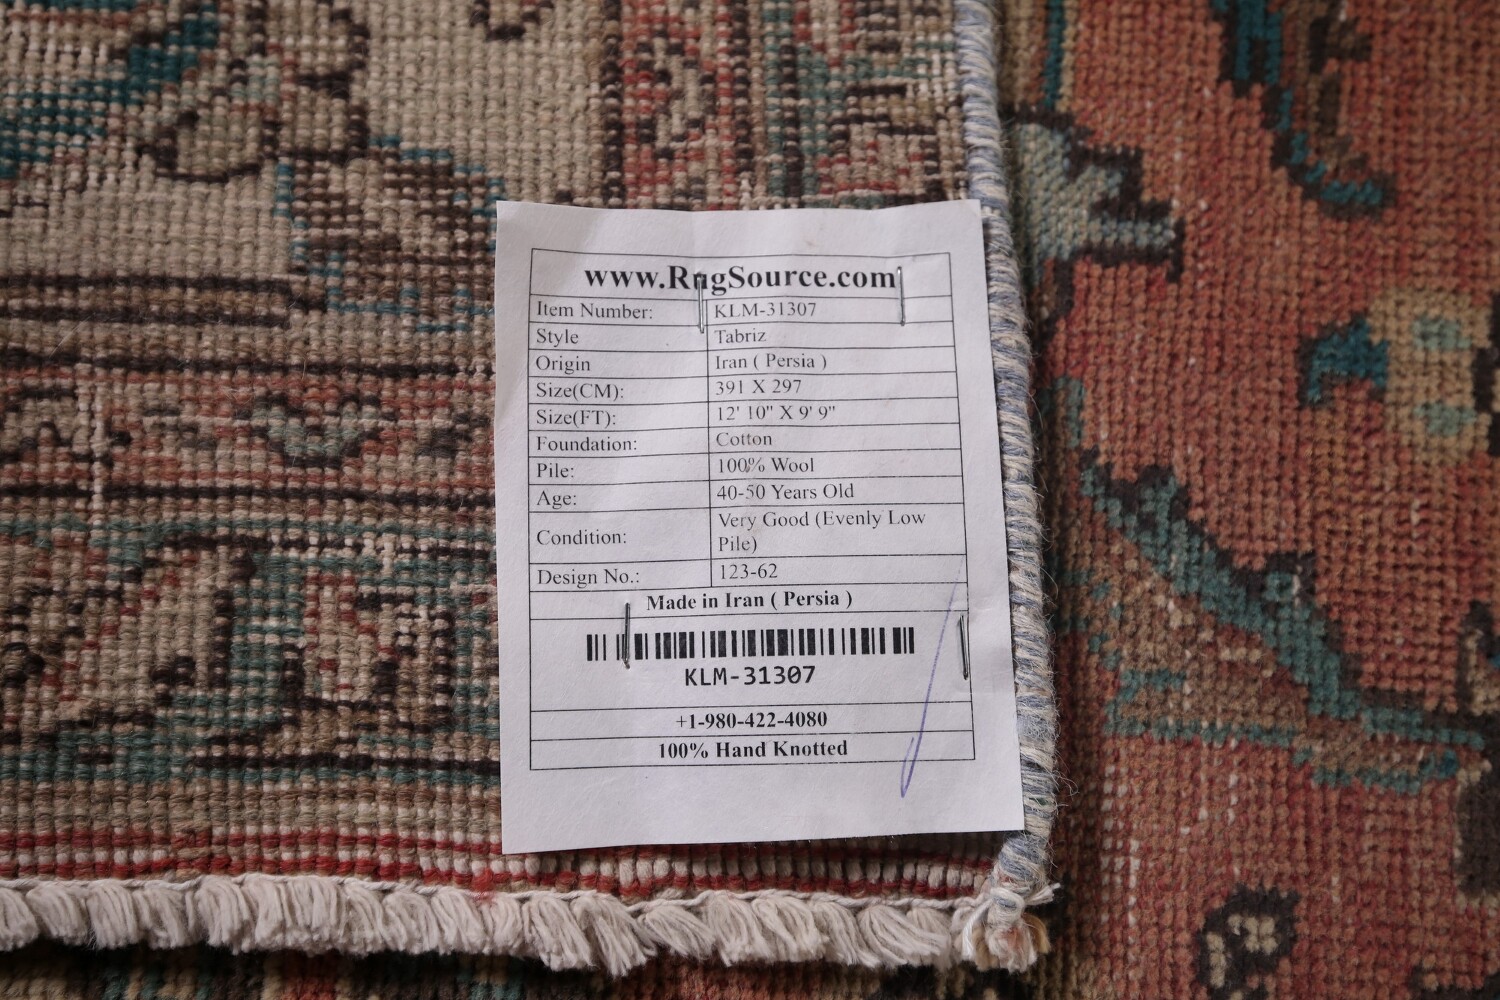 www.RugSource.com
Item Number: KLM-31307
Style Tabriz
Origin Iran ( Persia )
Size(CM): 391 X 297
Size(FT): 12' 10" X 9' 9"
Foundation: Cotton
Pile: 100% Wool
Age: 40-50 Years Old
Condition: Very Good (Evenly Low
Pile)
Design No.: 123-62
Made in Iran ( Persia )
KLM-31307
+1-980-422-4080
100% Hand Knotted